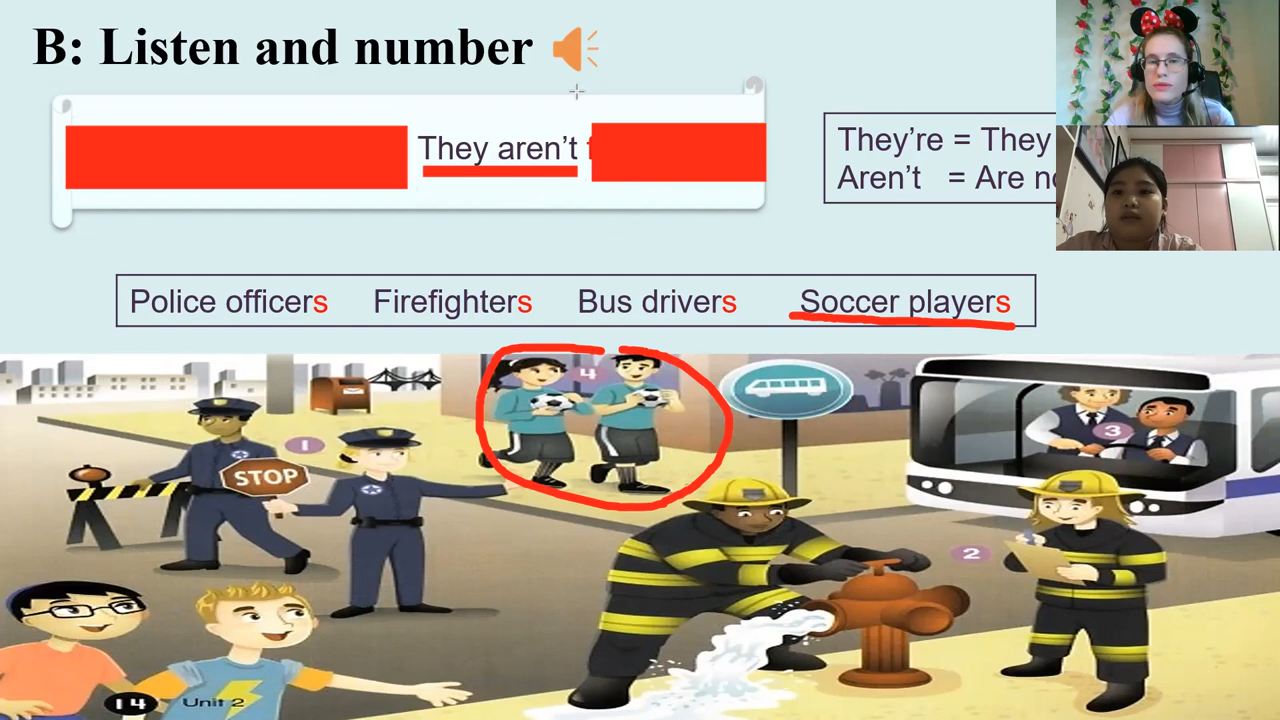 B: Listen and number
They aren't
They're = They
Aren't = Are
Police officers Firefighters Bus drivers Soccer players
4
1
STOP
3
2
14 Unit 2